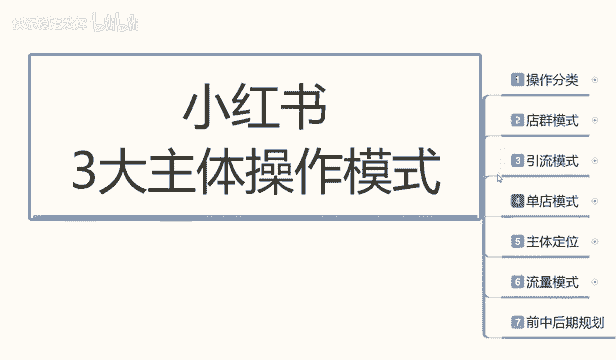 小红书
3大主体操作模式
1 操作分类
2 店群模式
3 引流模式
4 单店模式
5 主体定位
6 流量模式
7 前中后期规划